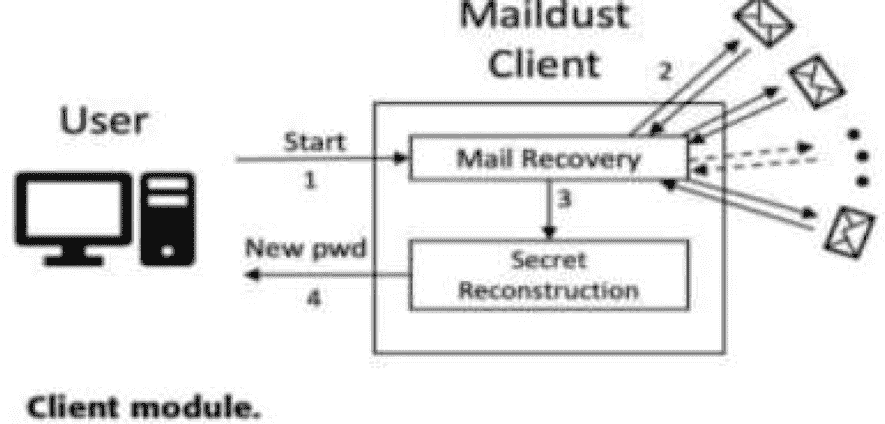 Maildust
Client
2
User
Start
Mail Recovery
1
3
New pwd
Secret
Reconstruction
4
Client module.